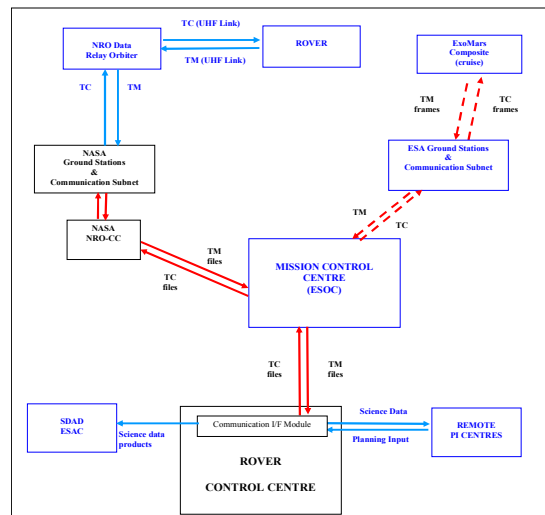 NRO Data
Relay Orbiter
TC (UHF Link)
TM (UHF Link)
ROVER
ExoMars
Composite
(cruise)
TC
TM
TM
frames
TC
frames
NASA
Ground Stations
&
Communication Subnet
ESA Ground Stations
&
Communication Subnet
TM
TC
NASA
NRO-CC
TM
files
TC
files
MISSION CONTROL
CENTRE
(ESOC)
TC
files
TM
files
SDAD
ESAC
Science data
products
Communication I/F Module
Science Data
Planning Input
REMOTE
PI CENTRES
ROVER
CONTROL CENTRE